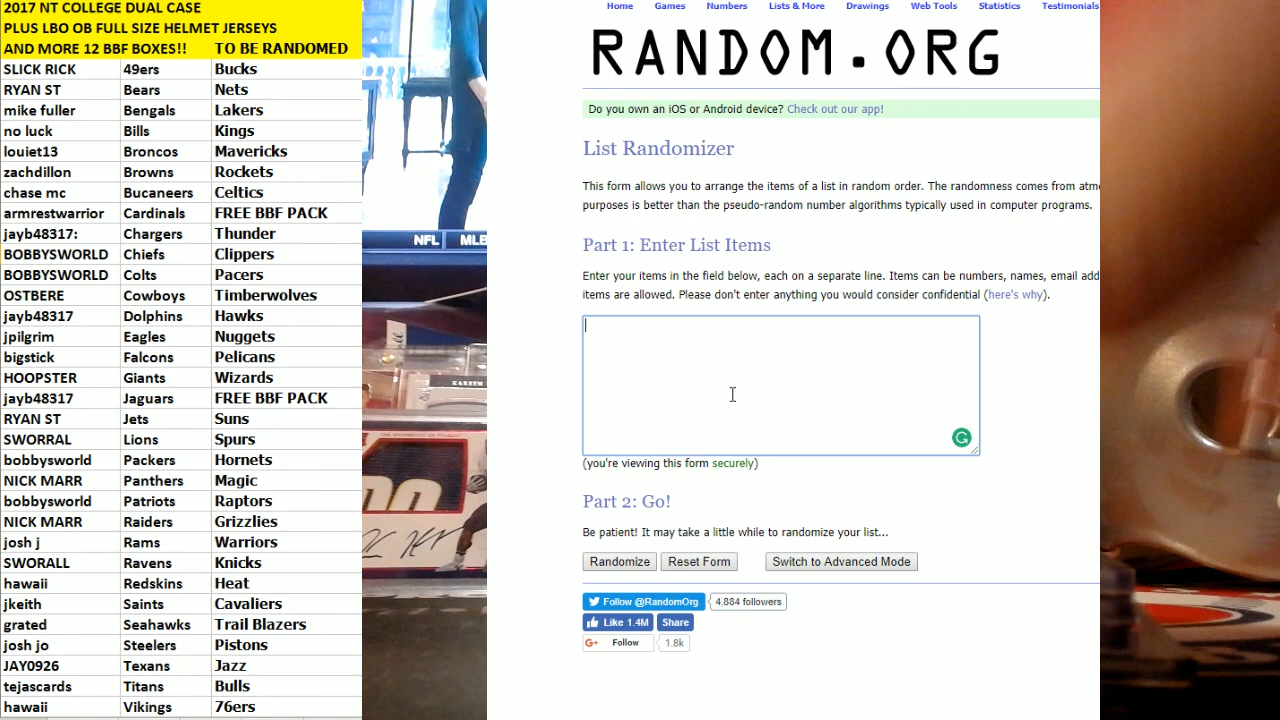 2017 NT COLLEGE DUAL CASE
PLUS LBO OB FULL SIZE HELMET JERSEYS
AND MORE 12 BBF BOXES!! TO BE RANDOMED
SLICK RICK 49ers Bucks
RYAN ST Bears Nets
mike fuller Bengals Lakers
no luck Bills Kings
louiet13 Broncos Mavericks
zachdillon Browns Rockets
chase mc Bucaneers Celtics
armrestwarrior Cardinals FREE BBF PACK
jayb48317: Chargers Thunder
BOBBYSWORLD Chiefs Clippers
BOBBYSWORLD Colts Pacers
OSTBERE Cowboys Timberwolves
jayb48317 Dolphins Hawks
jpilgrim Eagles Nuggets
bigstick Falcons Pelicans
HOOPSTER Giants Wizards
jayb48317 Jaguars FREE BBF PACK
RYAN ST Jets Suns
SWORRAL Lions Spurs
bobbysworld Packers Hornets
NICK MARR Panthers Magic
bobbysworld Patriots Raptors
NICK MARR Raiders Grizzlies
josh j Rams Warriors
SWORALL Ravens Knicks
hawaii Redskins Heat
jkeith Saints Cavaliers
grated Seahawks Trail Blazers
josh jo Steelers Pistons
JAY0926 Texans Jazz
tejascards Titans Bulls
hawaii Vikings 76ers
NFL MLB
Home Games Numbers Lists & More Drawings Web Tools Statistics Testimonials
RANDOM.ORG
Do you own an iOS or Android device? Check out our app!
List Randomizer
This form allows you to arrange the items of a list in random order. The randomness comes from atm
purposes is better than the pseudo-random number algorithms typically used in computer programs.
Part 1: Enter List Items
Enter your items in the field below, each on a separate line. Items can be numbers, names, email add
items are allowed. Please don't enter anything you would consider confidential (here's why).
(you're viewing this form securely)
Part 2: Go!
Be patient! It may take a little while to randomize your list...
Randomize Reset Form Switch to Advanced Mode
Follow @RandomOrg 4,884 followers
Like 1.4M Share
G+ Follow 1.8k